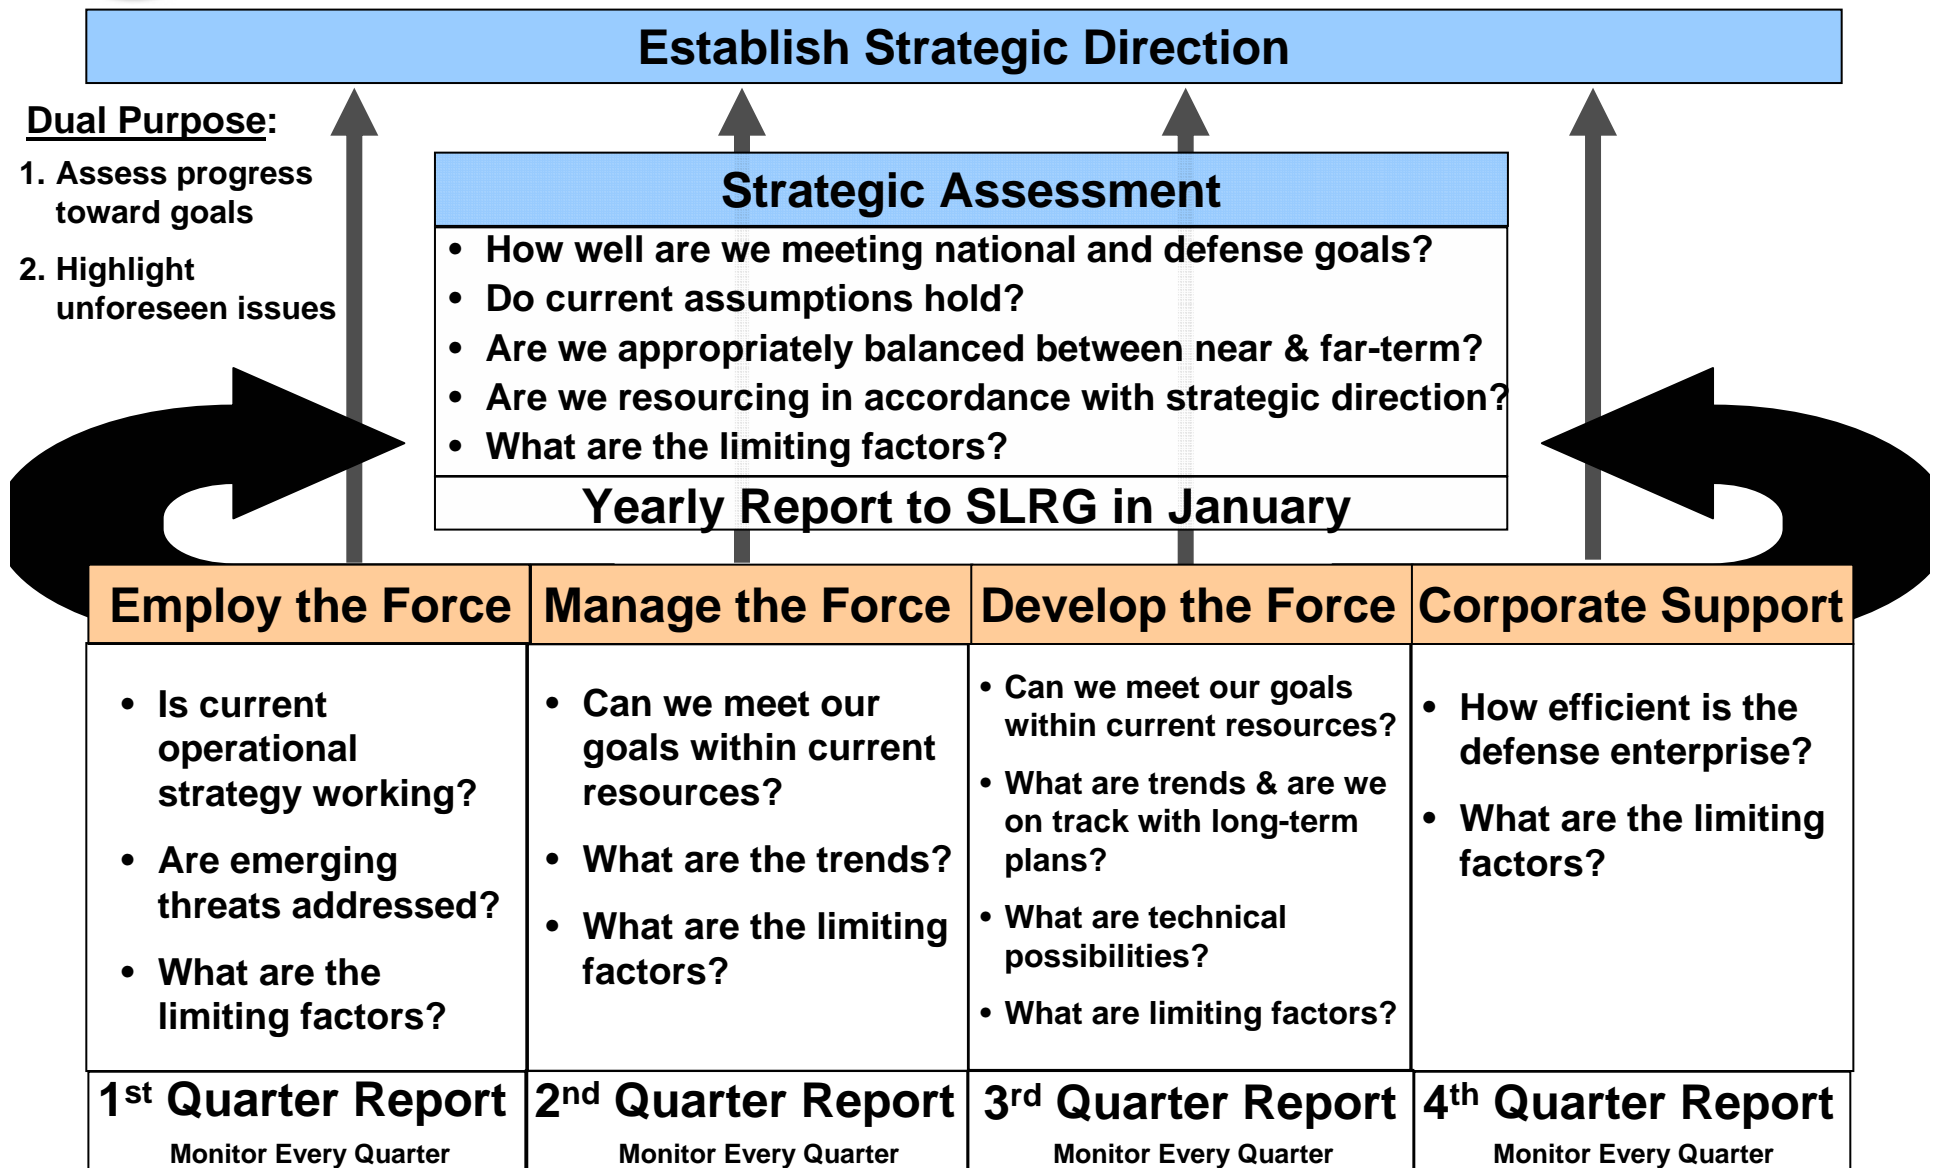 Establish Strategic Direction
Dual Purpose:
1. Assess progress
toward goals
2. Highlight
unforeseen issues
Strategic Assessment
• How well are we meeting national and defense goals?
• Do current assumptions hold?
• Are we appropriately balanced between near & far-term?
• Are we resourcing in accordance with strategic direction?
• What are the limiting factors?
Yearly Report to SLRG in January
Employ the Force
• Is current
operational
strategy working?
• Are emerging
threats addressed?
• What are the
limiting factors?
1st Quarter Report
Monitor Every Quarter
Manage the Force
• Can we meet our
goals within current
resources?
• What are the trends?
• What are the limiting
factors?
2nd Quarter Report
Monitor Every Quarter
Develop the Force
• Can we meet our goals
within current resources?
• What are trends & are we
on track with long-term
plans?
• What are technical
possibilities?
• What are limiting factors?
3rd Quarter Report
Monitor Every Quarter
Corporate Support
• How efficient is the
defense enterprise?
• What are the limiting
factors?
4th Quarter Report
Monitor Every Quarter